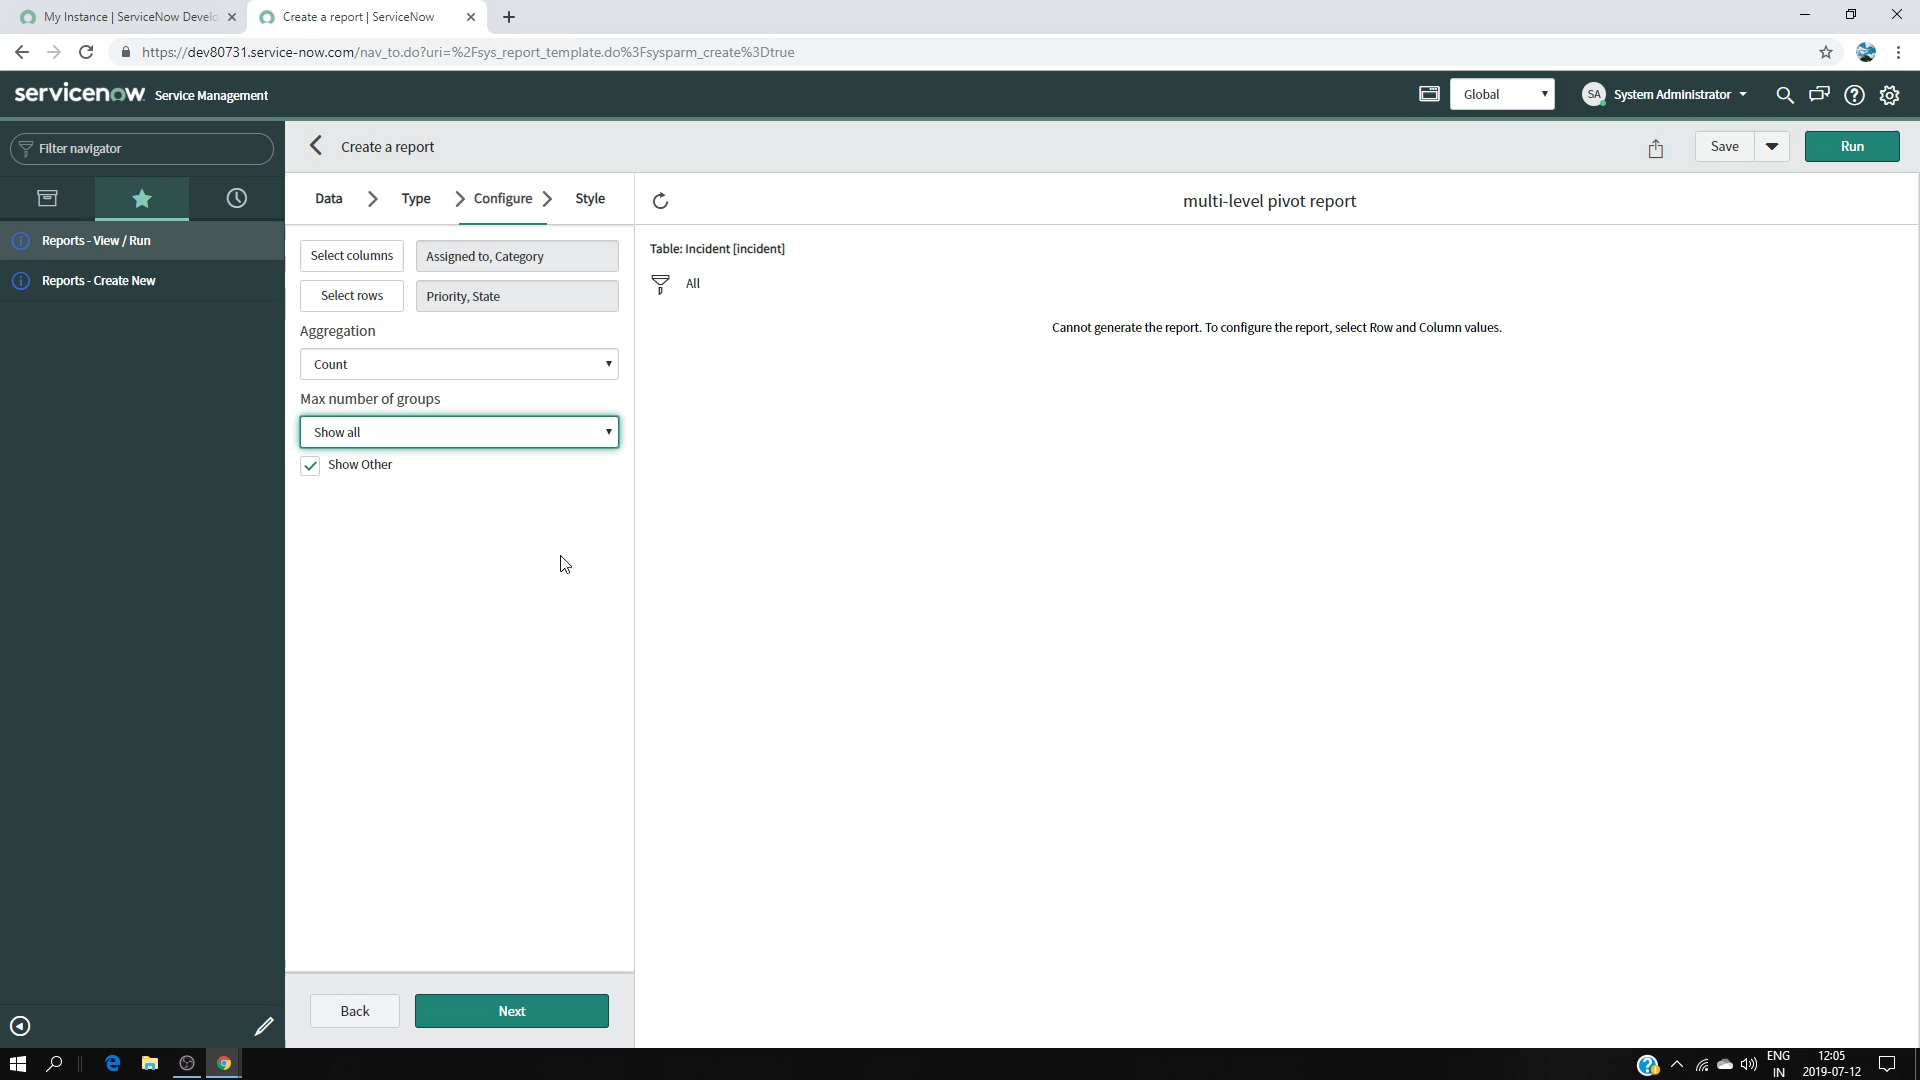 My Instance | ServiceNow Develo
Create a report | ServiceNow
https://dev80731.service-now.com/nav_to.do?uri=%2Fsys_report_template.do%3Fsysparm_create%3Dtrue
servicenow Service Management
Global
SA
System Administrator
Filter navigator
Create a report
Save
Run
Data
Type
Configure
Style
multi-level pivot report
Reports - View / Run
Reports - Create New
Select columns
Assigned to, Category
Select rows
Priority, State
Aggregation
Count
Max number of groups
Show all
Show Other
Table: Incident [incident]
All
Cannot generate the report. To configure the report, select Row and Column values.
Back
Next
ENG
IN
12:05
2019-07-12